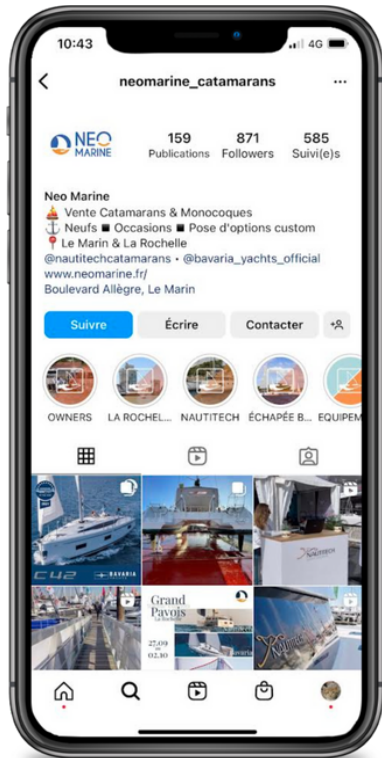 10:43
4G
neomarine_catamarans
NEO
MARINE
159
871
585
Publications
Followers
Suivi(e)s
Neo Marine
Vente Catamarans & Monocoques
Neufs ■ Occasions ■ Pose d'options custom
Le Marin & La Rochelle
@nautitechcatamarans • @bavaria_yachts_official
www.neomarine.fr/
Boulevard Allègre, Le Marin
Suivre
Écrire
Contacter
OWNERS
LA ROCHEL...
NAUTITECH
ÉCHAPÉE B...
EQUIPEM
C42
BAVARIA
NAUTITECH
Grand
Pavois
La Rochelle
27.09
02.10